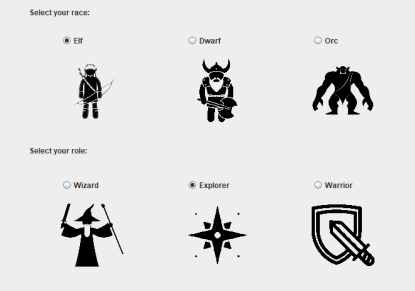 Select your race:
Elf Dwarf Orc
Select your role:
Wizard Explorer Warrior